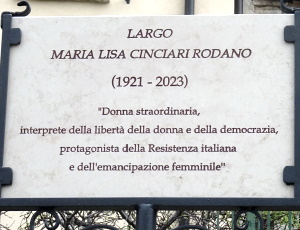 LARGO
MARIA LISA CINCIARI RODANO
(1921 - 2023)
"Donna straordinaria,
interprete della libertà della donna e della democrazia,
protagonista della Resistenza italiana
e dell'emancipazione femminile"